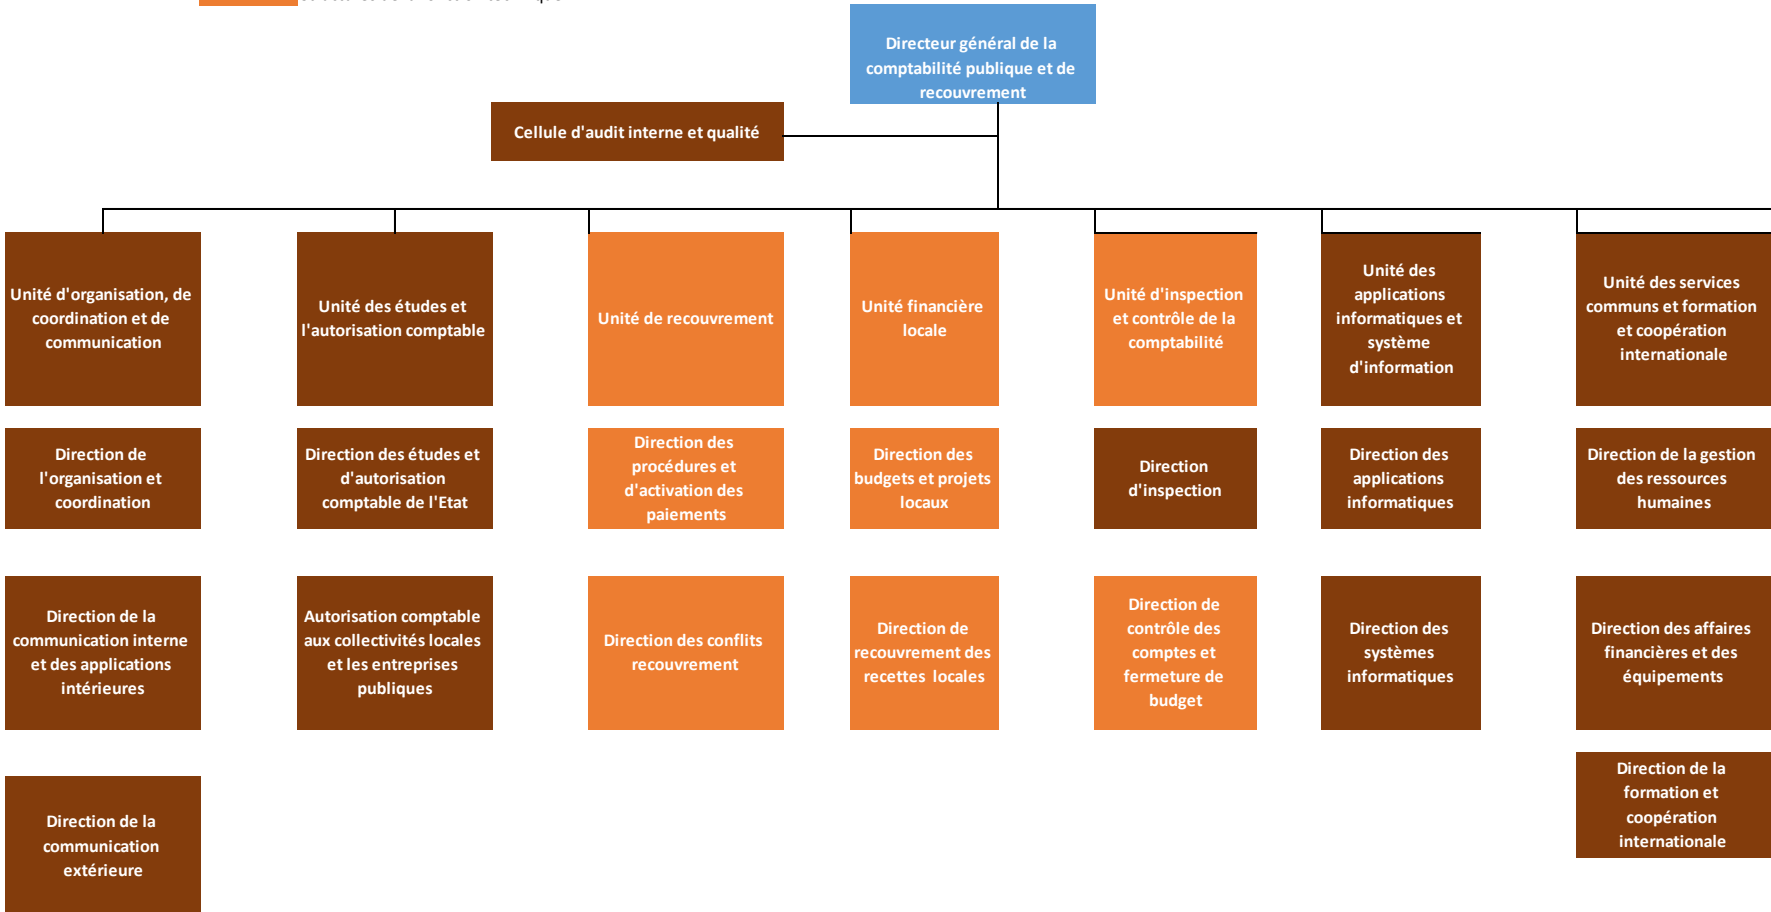 Directeur général de la
comptabilité publique et de
recouvrement
Cellule d'audit interne et qualité
Unité d'organisation, de
coordination et de
communication
Unité des études et
l'autorisation comptable
Unité de recouvrement
Unité financière
locale
Unité d'inspection
et contrôle de la
comptabilité
Unité des
applications
informatiques et
système
d'information
Unité des services
communs et formation
et coopération
internationale
Direction de
l'organisation et
coordination
Direction des études et
d'autorisation
comptable de l'Etat
Direction des
procédures et
d'activation des
paiements
Direction des
budgets et projets
locaux
Direction
d'inspection
Direction des
applications
informatiques
Direction de la gestion
des ressources
humaines
Direction de la
communication interne
et des applications
intérieures
Autorisation comptable
aux collectivités locales
et les entreprises
publiques
Direction des conflits
recouvrement
Direction de
recouvrement des
recettes locales
Direction de
contrôle des
comptes et
fermeture de
budget
Direction des
systèmes
informatiques
Direction des affaires
financières et des
équipements
Direction de la
communication
extérieure
Direction de la
formation et
coopération
internationale